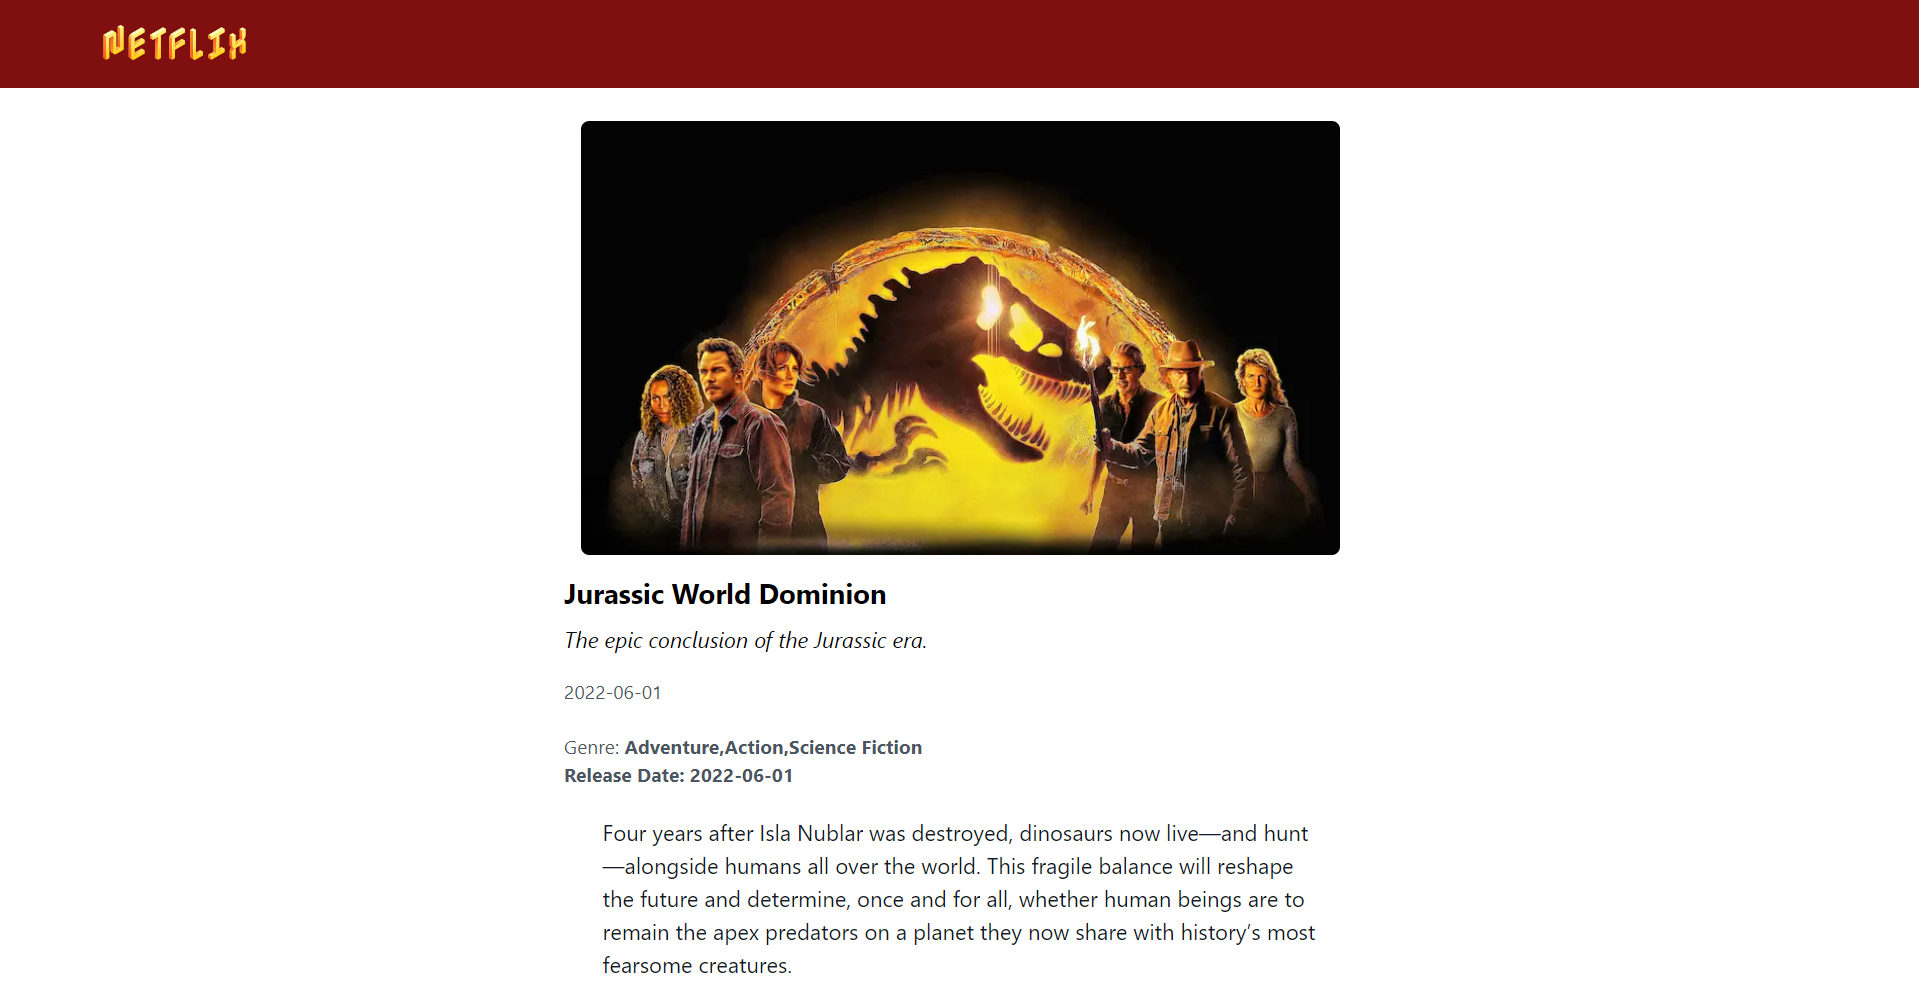 NETFLIX
Jurassic World Dominion
The epic conclusion of the Jurassic era.
2022-06-01
Genre: Adventure,Action,Science Fiction
Release Date: 2022-06-01
Four years after Isla Nublar was destroyed, dinosaurs now live—and hunt
—alongside humans all over the world. This fragile balance will reshape
the future and determine, once and for all, whether human beings are to
remain the apex predators on a planet they now share with history’s most
fearsome creatures.